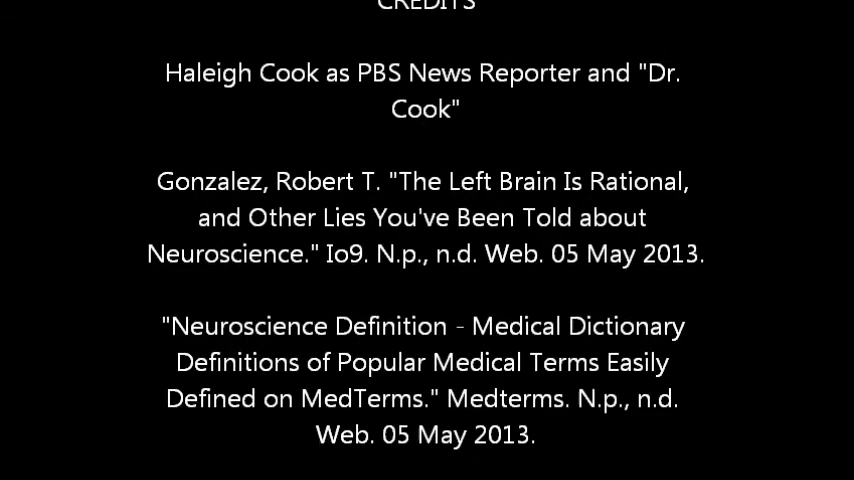 CREDITS
Haleigh Cook as PBS News Reporter and "Dr.
Cook"
Gonzalez, Robert T. "The Left Brain Is Rational,
and Other Lies You've Been Told about
Neuroscience." Io9. N.p., n.d. Web. 05 May 2013.
"Neuroscience Definition - Medical Dictionary
Definitions of Popular Medical Terms Easily
Defined on MedTerms." Medterms. N.p., n.d.
Web. 05 May 2013.